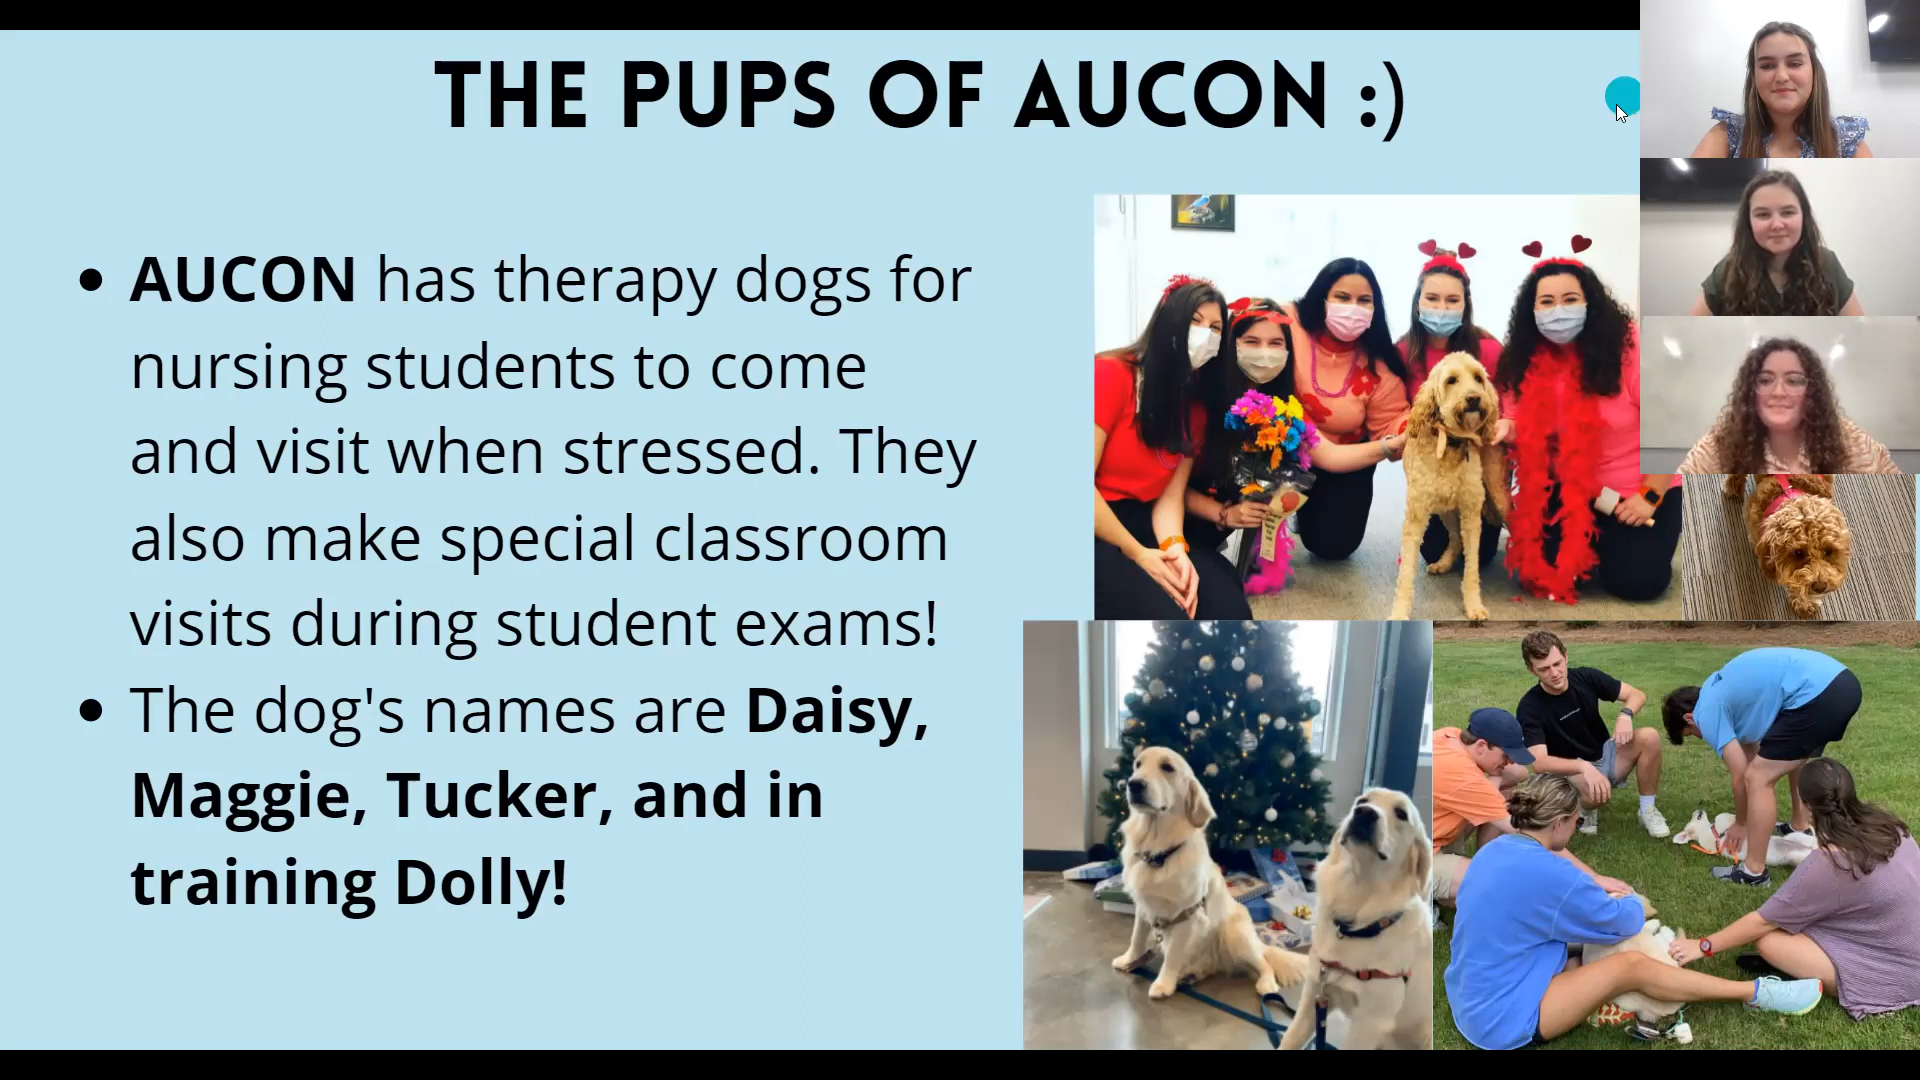 THE PUPS OF AUCON :)
• AUCON has therapy dogs for
nursing students to come
and visit when stressed. They
also make special classroom
visits during student exams!
• The dog's names are Daisy,
Maggie, Tucker, and in
training Dolly!